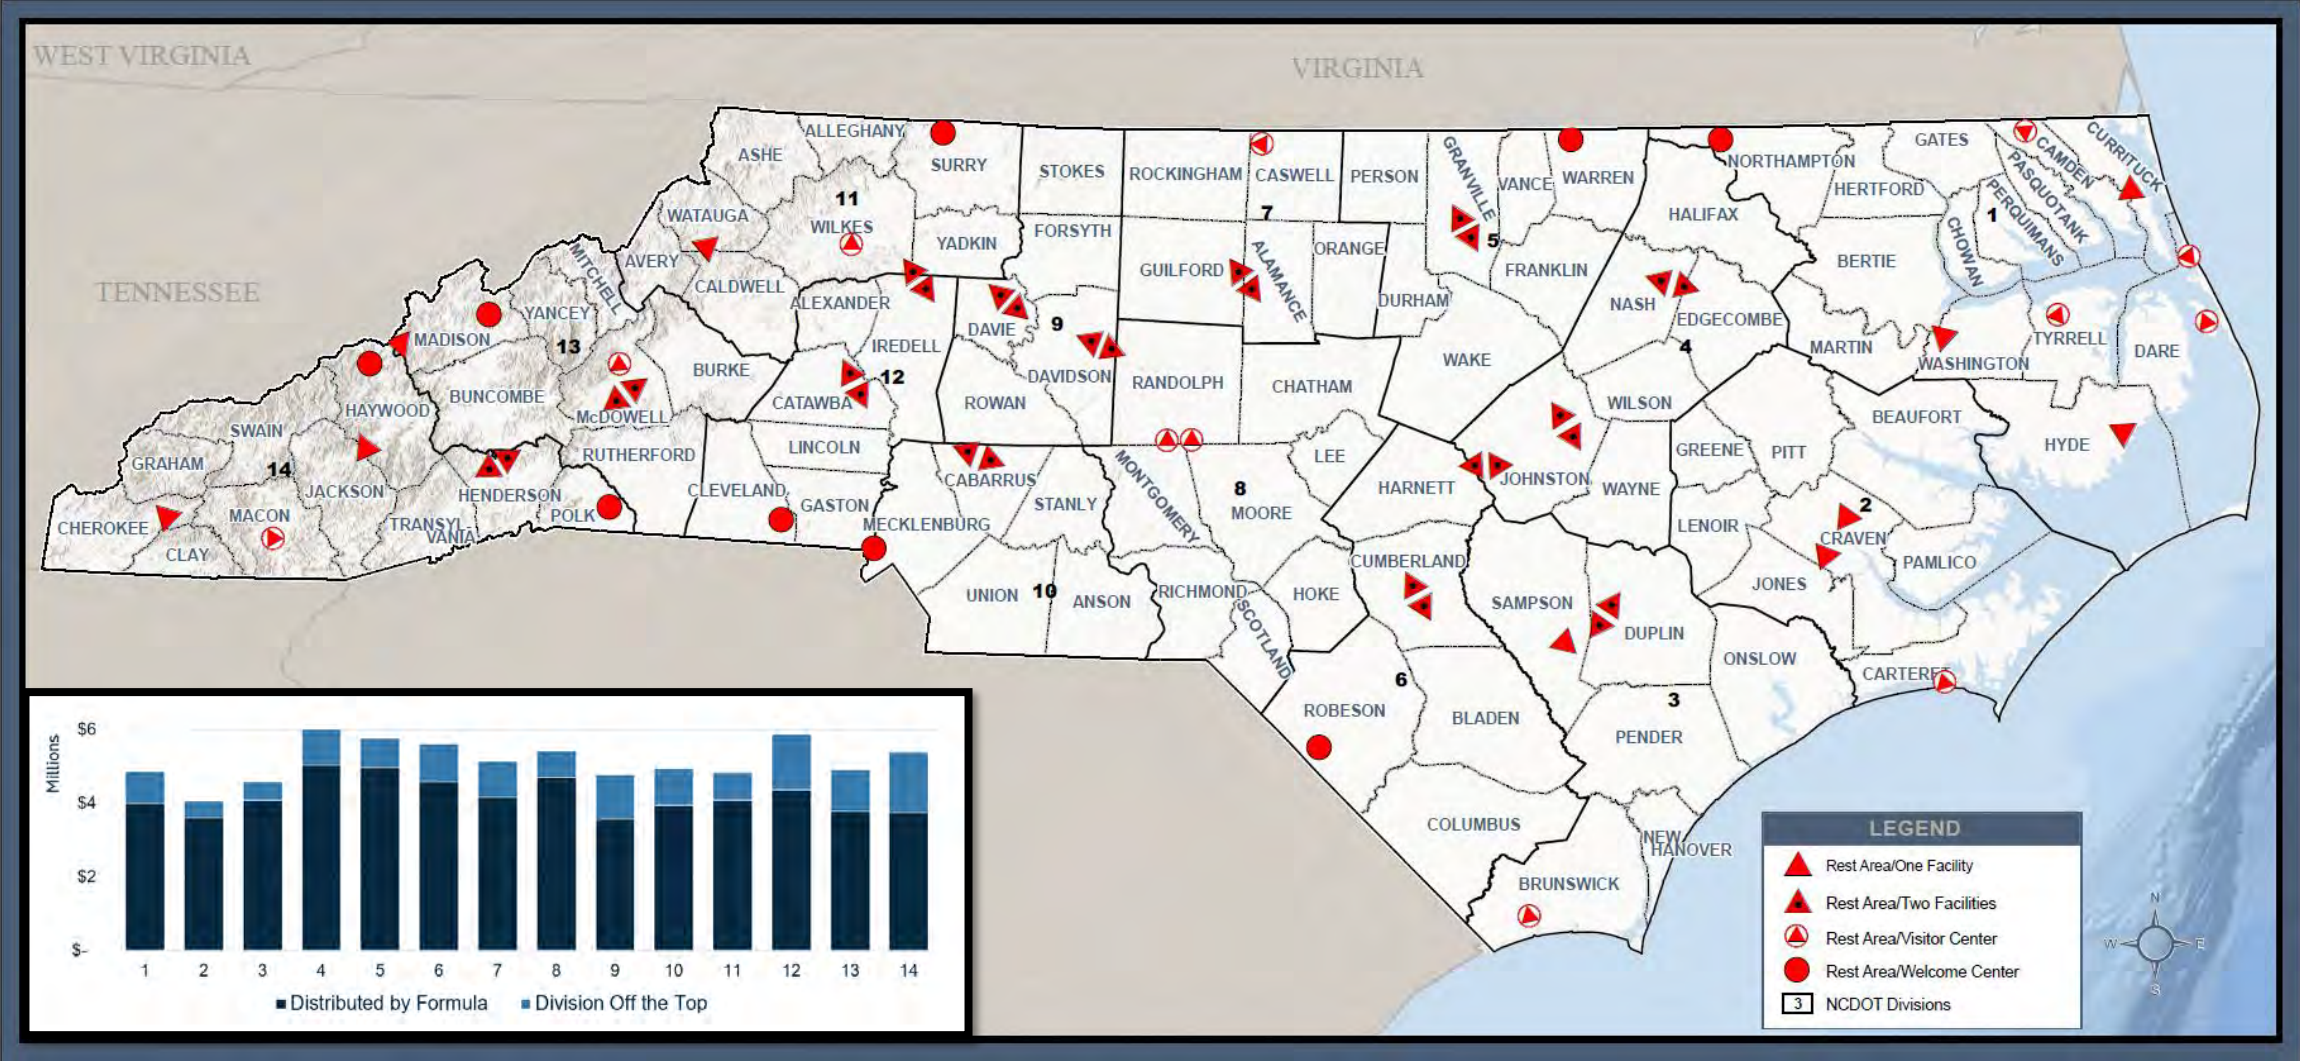 WEST VIRGINIA
VIRGINIA
TENNESSEE
ALLEGHANY
ASHE
SURRY
STOKES
ROCKINGHAM
CASWELL
PERSON
GRANVILLE
VANCE
WARREN
NORTHAMPTON
GATES
CAMDEN
CURRITUCK
PASQUOTANK
PERQUIMANS
HERTFORD
CHOWAN
1
11
WATAUGA
WILKES
YADKIN
FORSYTH
7
HALIFAX
5
MITCHELL
AVERY
CALDWELL
ALEXANDER
GUILFORD
ALAMANCE
ORANGE
DURHAM
FRANKLIN
NASH
EDGECOMBE
BERTIE
MADISON
YANCEY
13
DAVIE
9
IREDELL
12
4
MARTIN
WASHINGTON
TYRRELL
DARE
BUNCOMBE
McDOWELL
BURKE
CATAWBA
ROWAN
DAVIDSON
RANDOLPH
CHATHAM
WAKE
WILSON
BEAUFORT
HYDE
HAYWOOD
SWAIN
GRAHAM
14
JACKSON
RUTHERFORD
LINCOLN
LEE
GREENE
PITT
HENDERSON
CLEVELAND
GASTON
CABARRUS
STANLY
MONTGOMERY
8
MOORE
HARNETT
JOHNSTON
WAYNE
2
CHEROKEE
MACON
CLAY
TRANSYL-
VANIA
POLK
MECKLENBURG
LENOIR
CRAVEN
PAMLICO
UNION
10
ANSON
RICHMOND
SCOTLAND
HOKE
CUMBERLAND
SAMPSON
DUPLIN
JONES
ONSLOW
CARTERET
6
ROBESON
BLADEN
3
PENDER
COLUMBUS
NEW
HANOVER
BRUNSWICK
Millions
$6
$4
$2
$-
1 2 3 4 5 6 7 8 9 10 11 12 13 14
Distributed by Formula Division Off the Top
LEGEND
Rest Area/One Facility
Rest Area/Two Facilities
Rest Area/Visitor Center
Rest Area/Welcome Center
3 NCDOT Divisions
N
W E
S